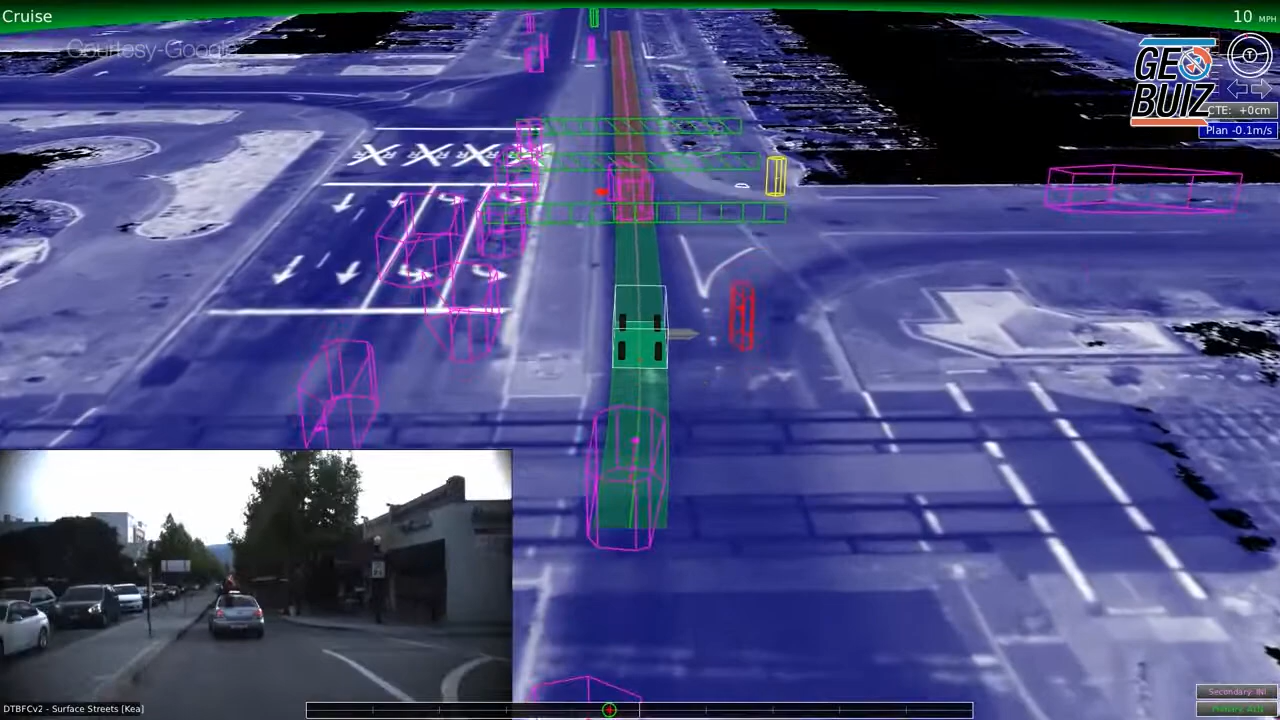 Cruise
10 MPH
Courtesy-Google
GEO
BUIZ
CTE: +0cm
Plan -0.1m/s
DTBFCv2 - Surface Streets [Kea]